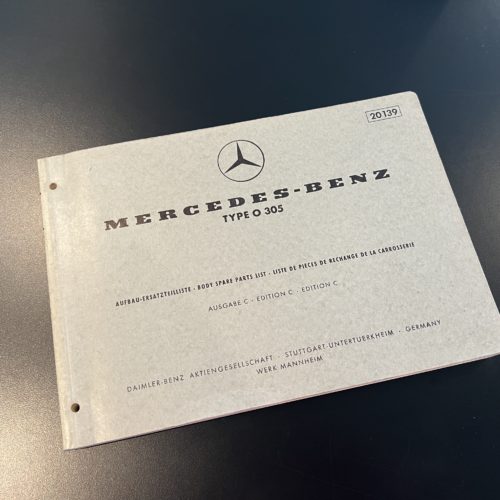 20139
MERCEDES-BENZ
TYPE O 305
AUFBAU-ERSATZTEILLISTE · BODY SPARE PARTS LIST · LISTE DE PIECES DE RECHANGE DE LA CARROSSERIE
AUSGABE C · EDITION C · EDITION C
DAIMLER-BENZ AKTIENGESELLSCHAFT · STUTTGART-UNTERTUERKHEIM · GERMANY
WERK MANNHEIM